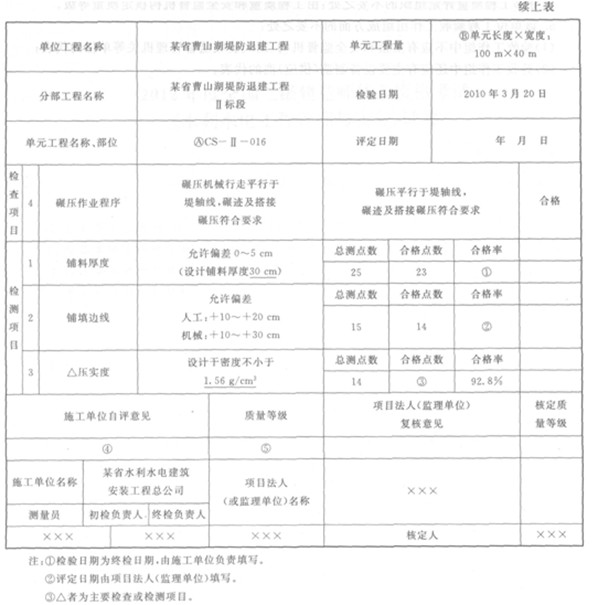 续上表
单位工程名称 某省曹山湖堤防退建工程 单元工程量 ⑪单元长度×宽度:
100 m×40 m
分部工程名称 某省曹山湖堤防退建工程
Ⅱ标段 检验日期 2010年3月20日
单元工程名称、部位 ⒶCS-Ⅱ-016 评定日期 年 月 日
检查项目 4 碾压作业程序 碾压机械行走平行于
堤轴线,碾迹及搭接
碾压符合要求 碾压平行于堤轴线,
碾迹及搭接碾压符合要求 合格
检测项目 1 铺料厚度 允许偏差0~5 cm
(设计铺料厚度30 cm) 总测点数 合格点数 合格率
25 23 ①
2 铺填边线 允许偏差
人工:+10~+20 cm
机械:+10~+30 cm 总测点数 合格点数 合格率
15 14 ②
3 △压实度 设计干密度不小于
1.56 g/cm³ 总测点数 合格点数 合格率
14 ③ 92.8%
施工单位自评意见 质量等级 项目法人(监理单位)
复核意见 核定质
量等级
④ ⑤
施工单位名称 某省水利水电建筑
安装工程总公司 项目法人
(或监理单位)名称 ×××
测量员 初检负责人 终检负责人
××× ××× ××× 核定人 ×××
注:①检验日期为终检日期,由施工单位负责填写。
②评定日期由项目法人(监理单位)填写。
③△者为主要检查或检测项目。